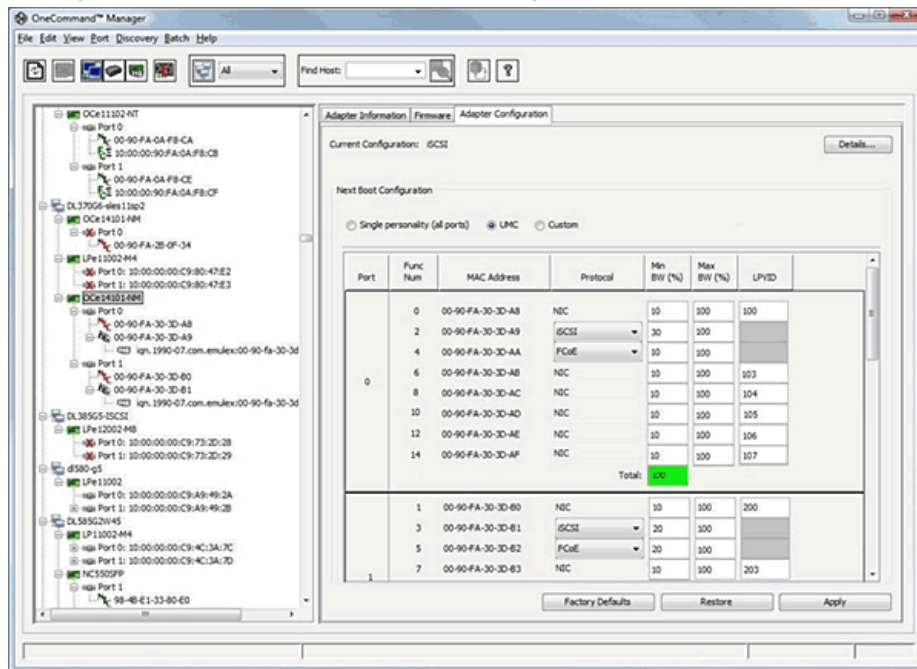 OneCommand™ Manager
File Edit View Port Discovery Batch Help
All
Find Host:
OCe11102-NT
Port 0
00-90-FA-0A-F8-CA
10:00:00:90:FA:0A:F8:CB
Port 1
00-90-FA-0A-F8-CE
10:00:00:90:FA:0A:F8:CF
DL370G6-sles11sp2
OCe14101-NM
Port 0
00-90-FA-2B-0F-34
LPe11002-M4
Port 0: 10:00:00:00:C9:80:47:E2
Port 1: 10:00:00:00:C9:80:47:E3
OCe14101-NM
Port 0
00-90-FA-30-3D-A8
00-90-FA-30-3D-A9
iqn.1990-07.com.emulex:00-90-fa-30-3d
Port 1
00-90-FA-30-3D-B0
00-90-FA-30-3D-B1
iqn.1990-07.com.emulex:00-90-fa-30-3d
DL385G5-ISCSI
LPe12002-M8
Port 0: 10:00:00:00:C9:73:2D:28
Port 1: 10:00:00:00:C9:73:2D:29
dl580-g5
LPe11002
Port 0: 10:00:00:00:C9:A9:49:2A
Port 1: 10:00:00:00:C9:A9:49:2B
DL585G2W45
LP11002-M4
Port 0: 10:00:00:00:C9:4C:3A:7C
Port 1: 10:00:00:00:C9:4C:3A:7D
NC550SFP
Port 1
98-4B-E1-33-80-E0
Adapter Information Firmware Adapter Configuration
Current Configuration: iSCSI Details...
Next Boot Configuration
Single personality (all ports) UMC Custom
Port Func Num MAC Address Protocol Min BW (%) Max BW (%) LPVID
0 00-90-FA-30-3D-A8 NIC 10 100 100
2 00-90-FA-30-3D-A9 iSCSI 30 100
4 00-90-FA-30-3D-AA FCoE 10 100
6 00-90-FA-30-3D-AB NIC 10 100 103
0
8 00-90-FA-30-3D-AC NIC 10 100 104
10 00-90-FA-30-3D-AD NIC 10 100 105
12 00-90-FA-30-3D-AE NIC 10 100 106
14 00-90-FA-30-3D-AF NIC 10 100 107
Total: 100
1 00-90-FA-30-3D-B0 NIC 10 100 200
3 00-90-FA-30-3D-B1 iSCSI 20 100
5 00-90-FA-30-3D-B2 FCoE 20 100
7 00-90-FA-30-3D-B3 NIC 10 100 203
1
Factory Defaults Restore Apply